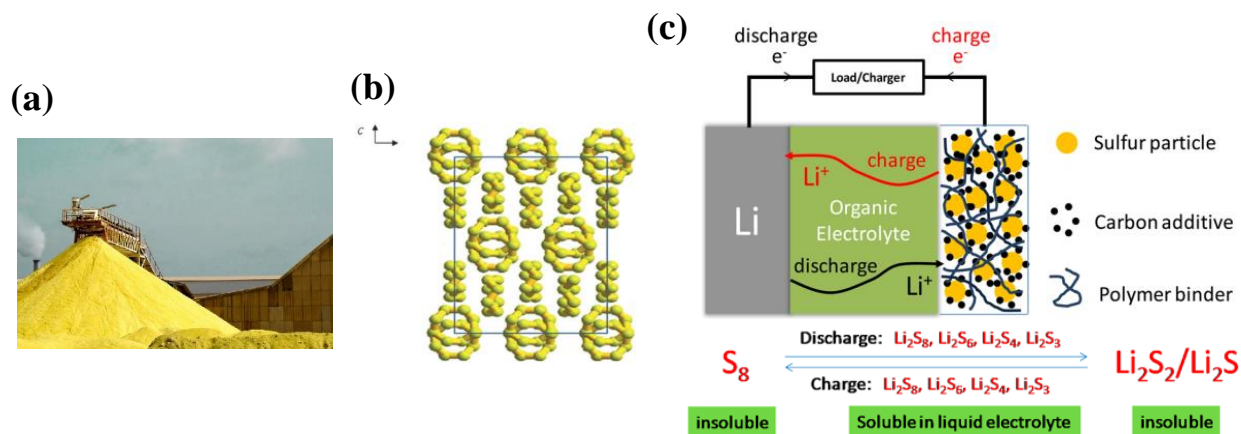 (a)
(b)
c
(c)
discharge
e⁻
charge
e⁻
Load/Charger
Li
charge
Li⁺
Organic
Electrolyte
discharge
Li⁺
Sulfur particle
Carbon additive
Polymer binder
Discharge: Li₂S₈, Li₂S₆, Li₂S₄, Li₂S₃
S₈
Li₂S₂/Li₂S
Charge: Li₂S₈, Li₂S₆, Li₂S₄, Li₂S₃
insoluble
Soluble in liquid electrolyte
insoluble